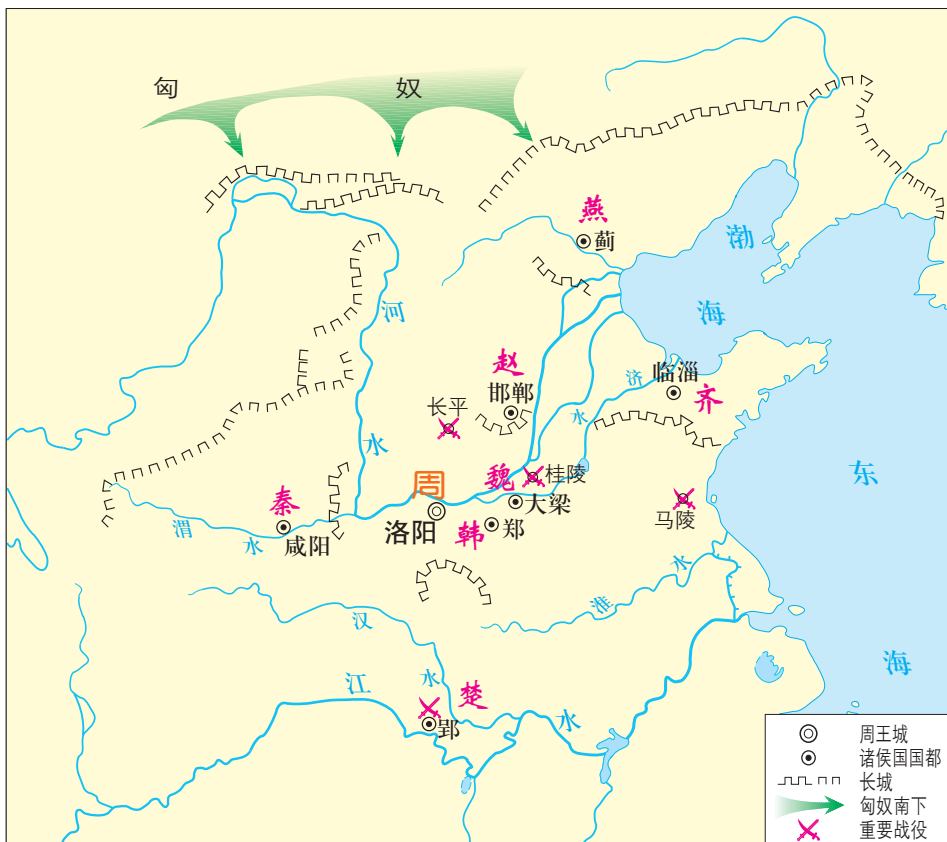 匈 奴
燕
蓟
渤
海
河
水
赵
邯郸
长平
临淄
齐
济
水
东
海
周
魏
桂陵
大梁
洛阳
韩
郑
马陵
秦
咸阳
渭
水
淮
水
汉
水
楚
郢
江
水
周王城
诸侯国国都
长城
匈奴南下
重要战役